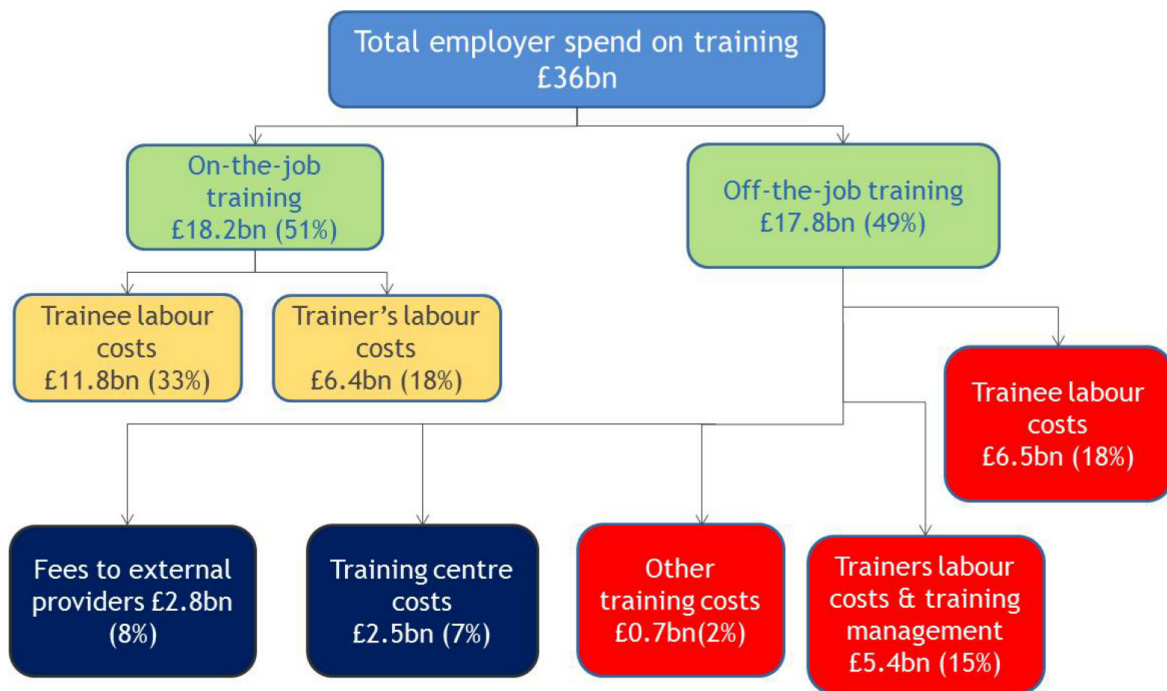 Total employer spend on training
£36bn
On-the-job
training
£18.2bn (51%)
Off-the-job training
£17.8bn (49%)
Trainee labour
costs
£11.8bn (33%)
Trainer’s labour
costs
£6.4bn (18%)
Trainee labour
costs
£6.5bn (18%)
Fees to external
providers £2.8bn
(8%)
Training centre
costs
£2.5bn (7%)
Other
training costs
£0.7bn(2%)
Trainers labour
costs & training
management
£5.4bn (15%)